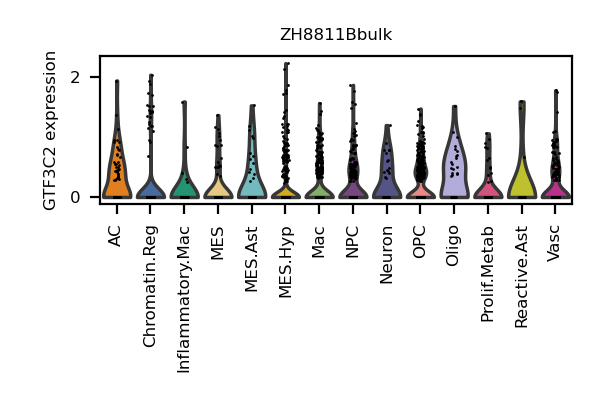 ZH8811Bbulk
GTF3C2 expression
2
0
AC
Chromatin.Reg
Inflammatory.Mac
MES
MES.Ast
MES.Hyp
Mac
NPC
Neuron
OPC
Oligo
Prolif.Metab
Reactive.Ast
Vasc